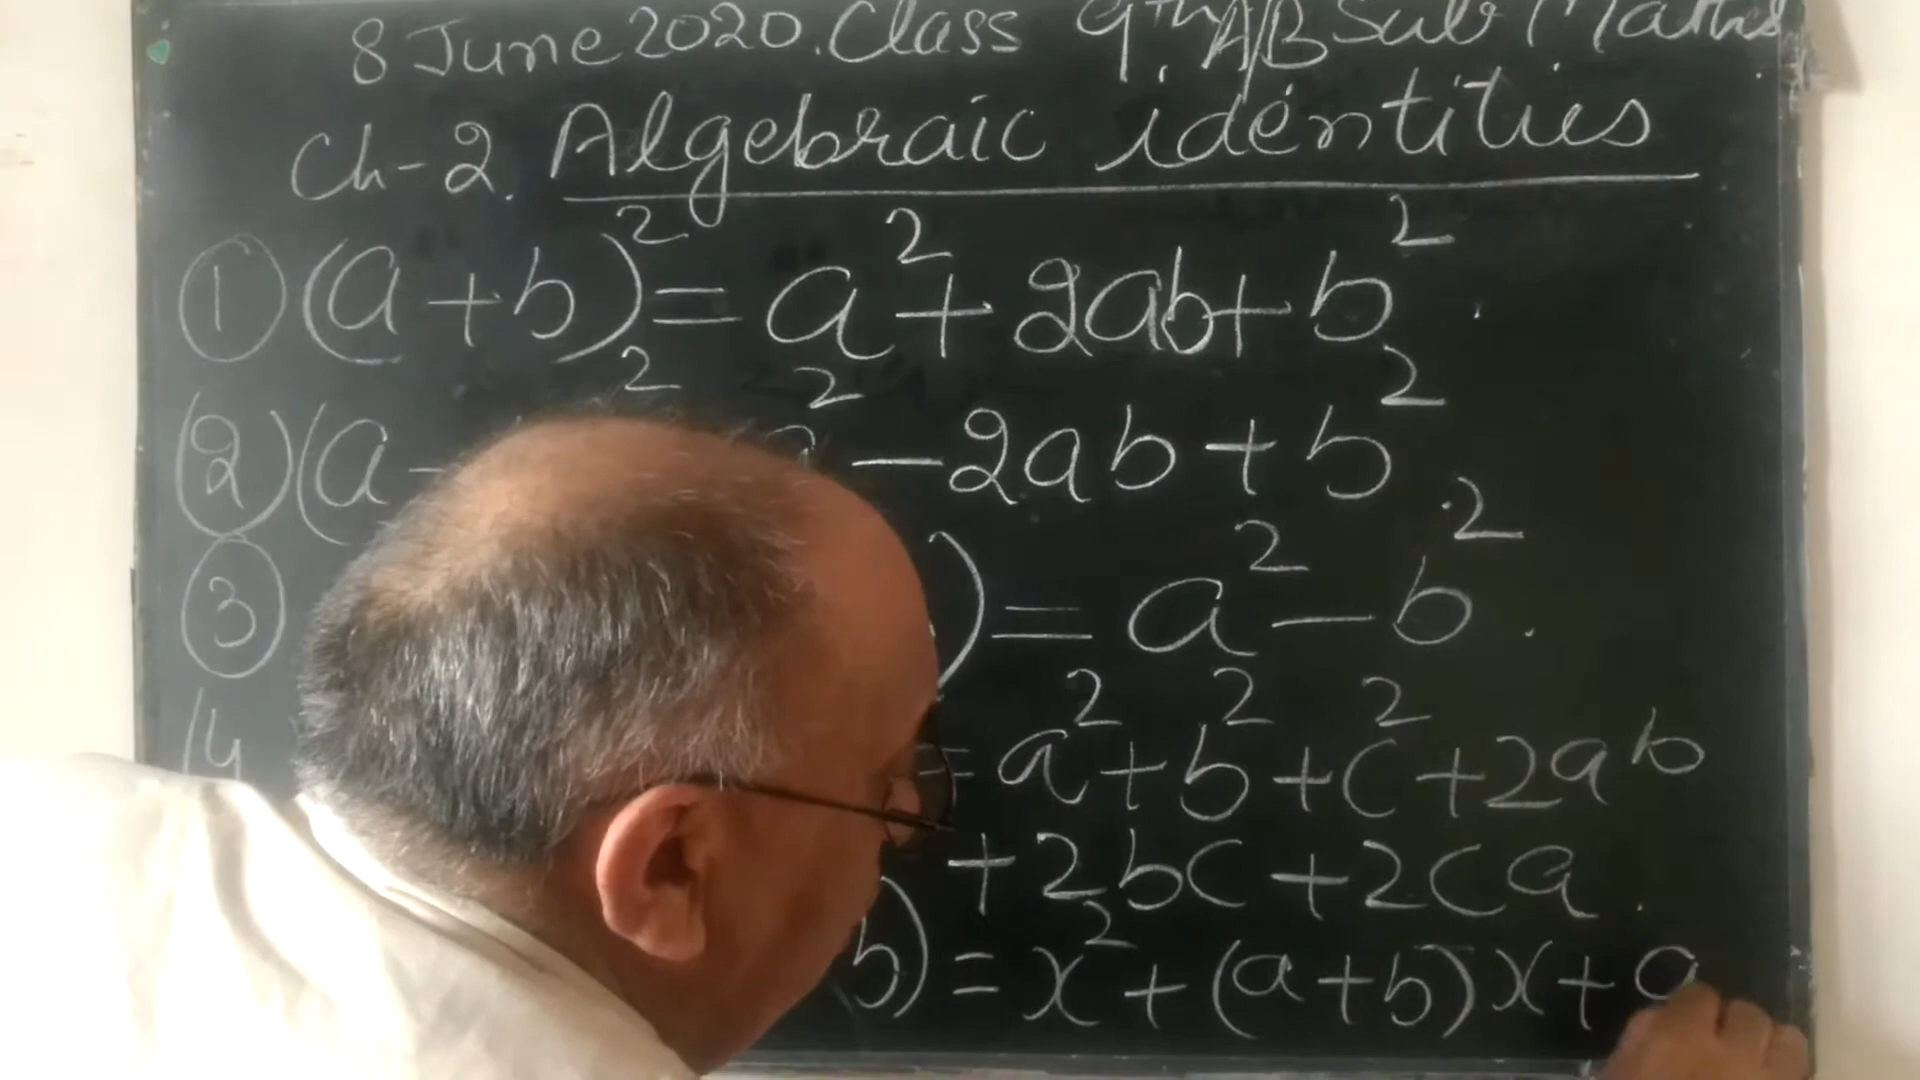 8 June 2020. Class 9th A/B Sub Maths
Ch-2. Algebraic identities
① (a+b)² = a² + 2ab + b².
(2) (a- ² a² - 2ab + b²
③ ) = a² - b².
(4 = a² + b² + c² + 2ab
+ 2bc + 2ca.
b) = x² + (a+b)x + a